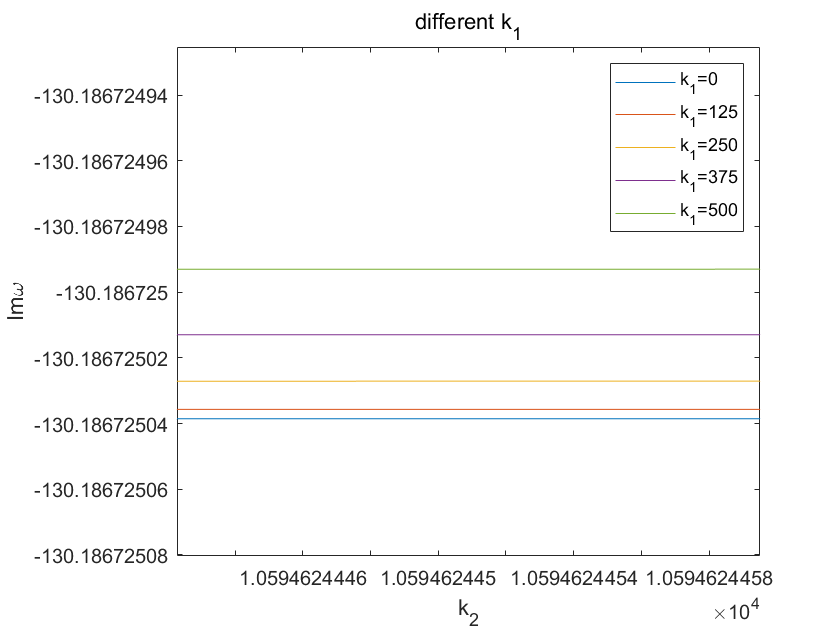 different k₁
-130.18672494
-130.18672496
-130.18672498
-130.186725
-130.18672502
-130.18672504
-130.18672506
-130.18672508
Imω
k₁=0
k₁=125
k₁=250
k₁=375
k₁=500
1.0594624446 1.059462445 1.0594624454 1.0594624458
k₂
×10⁴